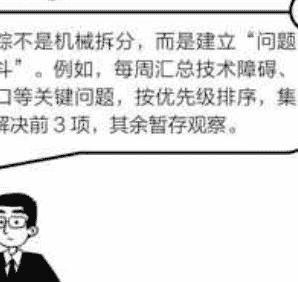 踪不是机械拆分，而是建立“问题
斗”。例如，每周汇总技术障碍、
口等关键问题，按优先级排序，集
解决前 3 项，其余暂存观察。